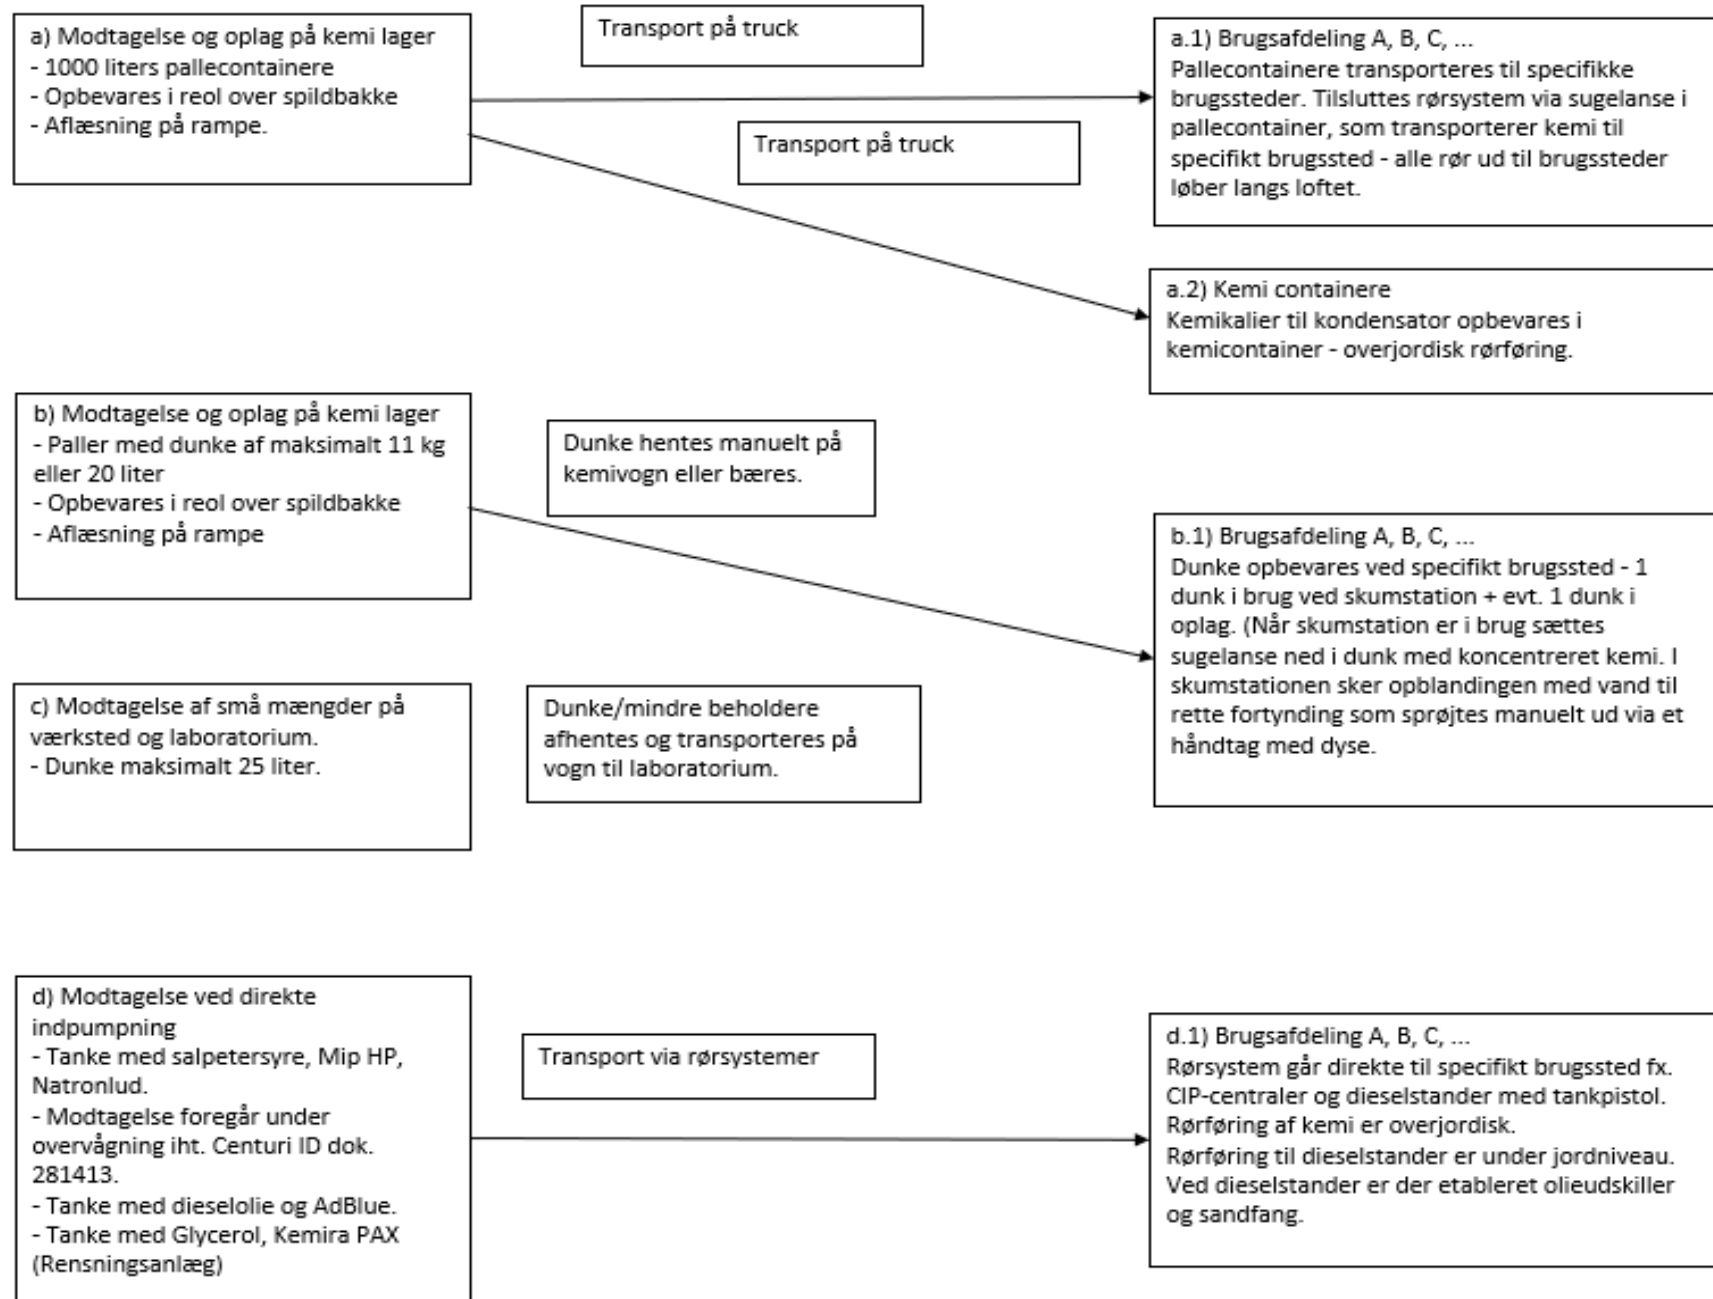 a) Modtagelse og oplag på kemi lager
- 1000 liters pallecontainere
- Opbevares i reol over spildbakke
- Aflæsning på rampe.
Transport på truck
Transport på truck
a.1) Brugsafdeling A, B, C, ...
Pallecontainere transporteres til specifikke
brugssteder. Tilsluttes rørsystem via sugelanse i
pallecontainer, som transporterer kemi til
specifikt brugssted - alle rør ud til brugssteder
løber langs loftet.
a.2) Kemi containere
Kemikalier til kondensator opbevares i
kemicontainer - overjordisk rørføring.
b) Modtagelse og oplag på kemi lager
- Paller med dunke af maksimalt 11 kg
eller 20 liter
- Opbevares i reol over spildbakke
- Aflæsning på rampe
Dunke hentes manuelt på
kemivogn eller bæres.
b.1) Brugsafdeling A, B, C, ...
Dunke opbevares ved specifikt brugssted - 1
dunk i brug ved skumstation + evt. 1 dunk i
oplag. (Når skumstation er i brug sættes
sugelanse ned i dunk med koncentreret kemi. I
skumstationen sker opblandingen med vand til
rette fortynding som sprøjtes manuelt ud via et
håndtag med dyse.
c) Modtagelse af små mængder på
værksted og laboratorium.
- Dunke maksimalt 25 liter.
Dunke/mindre beholdere
afhentes og transporteres på
vogn til laboratorium.
d) Modtagelse ved direkte
indpumpning
- Tanke med salpetersyre, Mip HP,
Natronlud.
- Modtagelse foregår under
overvågning iht. Centuri ID dok.
281413.
- Tanke med dieselolie og AdBlue.
- Tanke med Glycerol, Kemira PAX
(Rensningsanlæg)
Transport via rørsystemer
d.1) Brugsafdeling A, B, C, ...
Rørsystem går direkte til specifikt brugssted fx.
CIP-centraler og dieselstander med tankpistol.
Rørføring af kemi er overjordisk.
Rørføring til dieselstander er under jordniveau.
Ved dieselstander er der etableret olieudskiller
og sandfang.